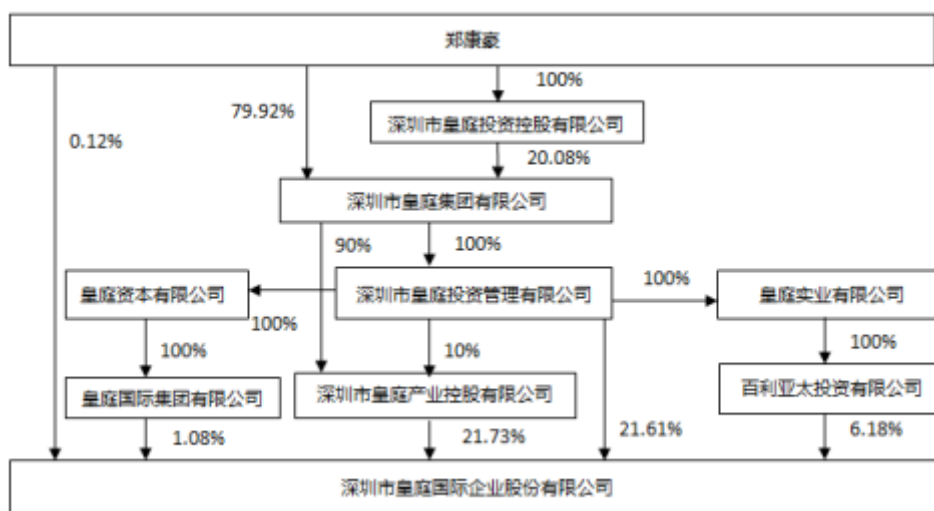 郑康豪
100%
79.92%
0.12%
深圳市皇庭投资控股有限公司
20.08%
深圳市皇庭集团有限公司
90%
100%
皇庭资本有限公司
100%
深圳市皇庭投资管理有限公司
100%
皇庭实业有限公司
100%
10%
100%
皇庭国际集团有限公司
深圳市皇庭产业控股有限公司
百利亚太投资有限公司
1.08%
21.73%
21.61%
6.18%
深圳市皇庭国际企业股份有限公司